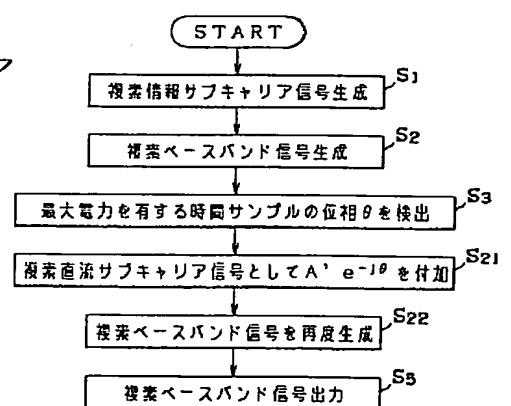 START
複素情報サブキャリア信号生成
S1
複素ベースバンド信号生成
S2
最大電力を有する時間サンプルの位相θを検出
S3
複素直流サブキャリア信号としてA' e-jθ を付加
S21
複素ベースバンド信号を再度生成
S22
複素ベースバンド信号出力
S5